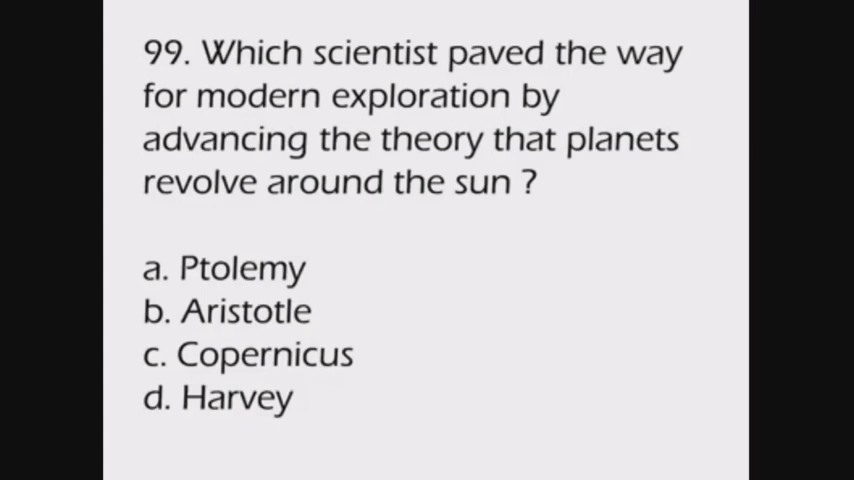 99. Which scientist paved the way
for modern exploration by
advancing the theory that planets
revolve around the sun ?
a. Ptolemy
b. Aristotle
c. Copernicus
d. Harvey